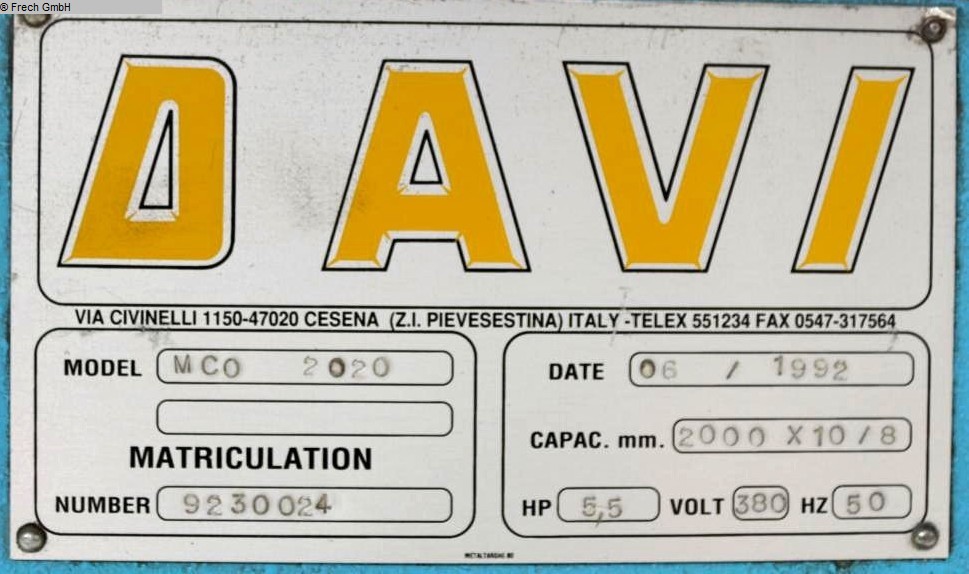 © Frech GmbH
DAVI
VIA CIVINELLI 1150-47020 CESENA (Z.I. PIEVESESTINA) ITALY -TELEX 551234 FAX 0547-317564
MODEL MCO 2020
MATRICULATION
NUMBER 9230024
DATE 06 / 1992
CAPAC. mm. 2000 X 10 / 8
HP 5,5 VOLT 380 HZ 50